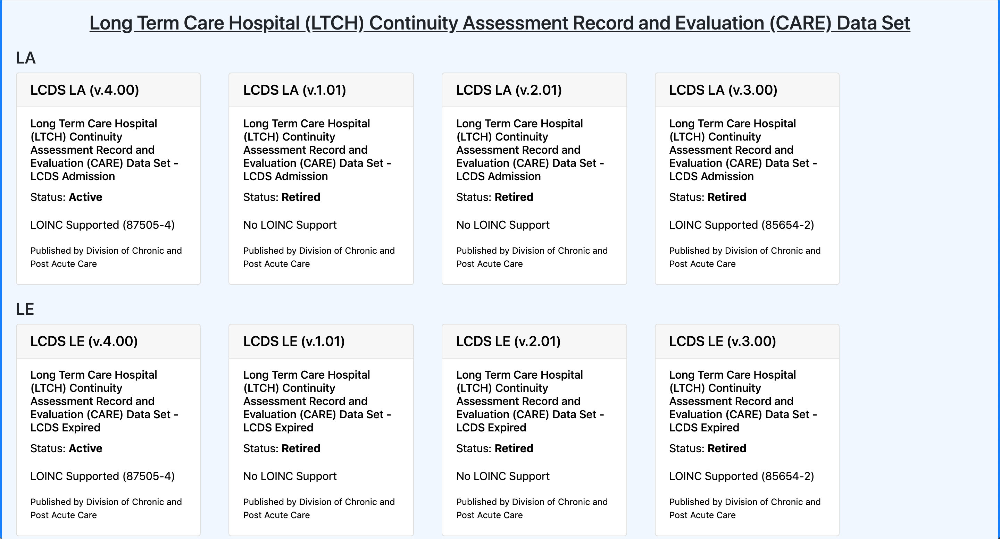 Long Term Care Hospital (LTCH) Continuity Assessment Record and Evaluation (CARE) Data Set
LA
LCDS LA (v.4.00)
Long Term Care Hospital
(LTCH) Continuity
Assessment Record and
Evaluation (CARE) Data Set -
LCDS Admission
Status: Active
LOINC Supported (87505-4)
Published by Division of Chronic and
Post Acute Care
LCDS LA (v.1.01)
Long Term Care Hospital
(LTCH) Continuity
Assessment Record and
Evaluation (CARE) Data Set -
LCDS Admission
Status: Retired
No LOINC Support
Published by Division of Chronic and
Post Acute Care
LCDS LA (v.2.01)
Long Term Care Hospital
(LTCH) Continuity
Assessment Record and
Evaluation (CARE) Data Set -
LCDS Admission
Status: Retired
No LOINC Support
Published by Division of Chronic and
Post Acute Care
LCDS LA (v.3.00)
Long Term Care Hospital
(LTCH) Continuity
Assessment Record and
Evaluation (CARE) Data Set -
LCDS Admission
Status: Retired
LOINC Supported (85654-2)
Published by Division of Chronic and
Post Acute Care
LE
LCDS LE (v.4.00)
Long Term Care Hospital
(LTCH) Continuity
Assessment Record and
Evaluation (CARE) Data Set -
LCDS Expired
Status: Active
LOINC Supported (87505-4)
Published by Division of Chronic and
Post Acute Care
LCDS LE (v.1.01)
Long Term Care Hospital
(LTCH) Continuity
Assessment Record and
Evaluation (CARE) Data Set -
LCDS Expired
Status: Retired
No LOINC Support
Published by Division of Chronic and
Post Acute Care
LCDS LE (v.2.01)
Long Term Care Hospital
(LTCH) Continuity
Assessment Record and
Evaluation (CARE) Data Set -
LCDS Expired
Status: Retired
No LOINC Support
Published by Division of Chronic and
Post Acute Care
LCDS LE (v.3.00)
Long Term Care Hospital
(LTCH) Continuity
Assessment Record and
Evaluation (CARE) Data Set -
LCDS Expired
Status: Retired
LOINC Supported (85654-2)
Published by Division of Chronic and
Post Acute Care